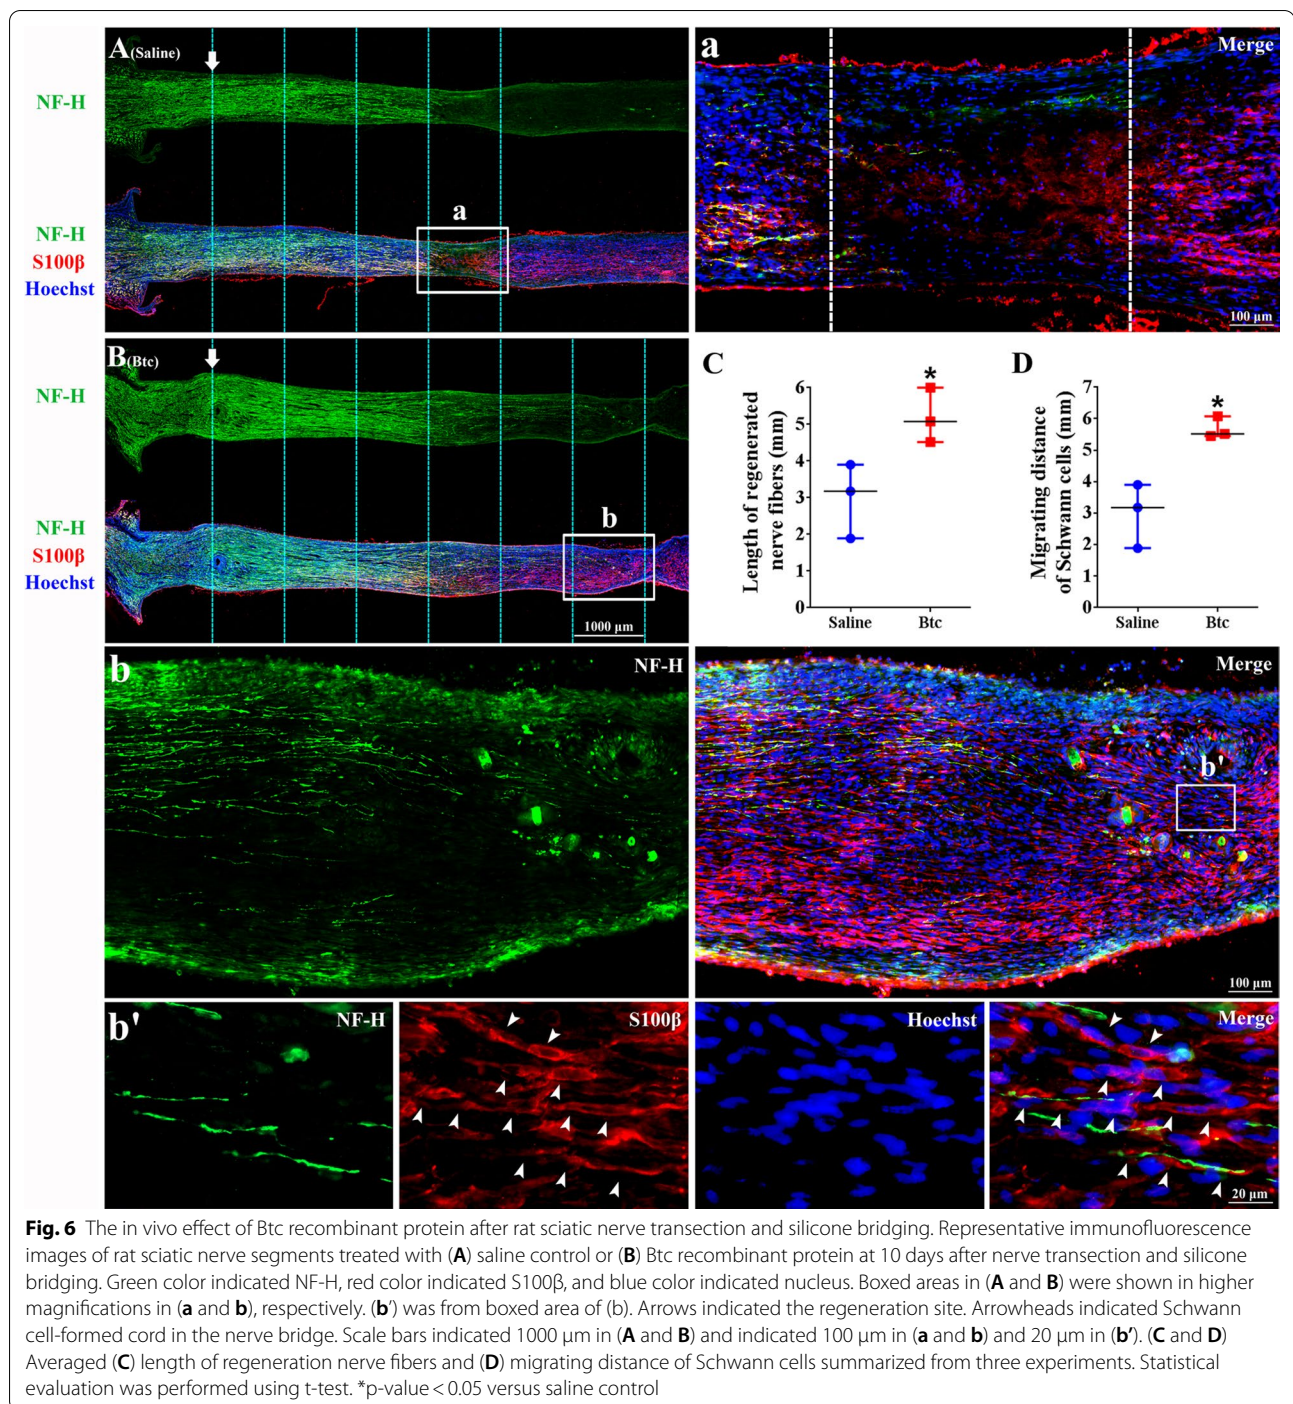 A(Saline)
NF-H
NF-H
S100β
Hoechst
a
a
Merge
100 µm
B(Btc)
NF-H
NF-H
S100β
Hoechst
b
1000 µm
C
*
Length of regenerated
nerve fibers (mm)
6
5
4
3
2
1
0
Saline
Btc
D
*
Migrating distance
of Schwann cells (mm)
7
6
5
4
3
2
1
0
Saline
Btc
b
NF-H
Merge
b'
100 µm
b'
NF-H
S100β
Hoechst
Merge
20 µm
Fig. 6 The in vivo effect of Btc recombinant protein after rat sciatic nerve transection and silicone bridging. Representative immunofluorescence
images of rat sciatic nerve segments treated with (A) saline control or (B) Btc recombinant protein at 10 days after nerve transection and silicone
bridging. Green color indicated NF-H, red color indicated S100β, and blue color indicated nucleus. Boxed areas in (A and B) were shown in higher
magnifications in (a and b), respectively. (b') was from boxed area of (b). Arrows indicated the regeneration site. Arrowheads indicated Schwann
cell-formed cord in the nerve bridge. Scale bars indicated 1000 µm in (A and B) and indicated 100 µm in (a and b) and 20 µm in (b'). (C and D)
Averaged (C) length of regeneration nerve fibers and (D) migrating distance of Schwann cells summarized from three experiments. Statistical
evaluation was performed using t-test. *p-value < 0.05 versus saline control